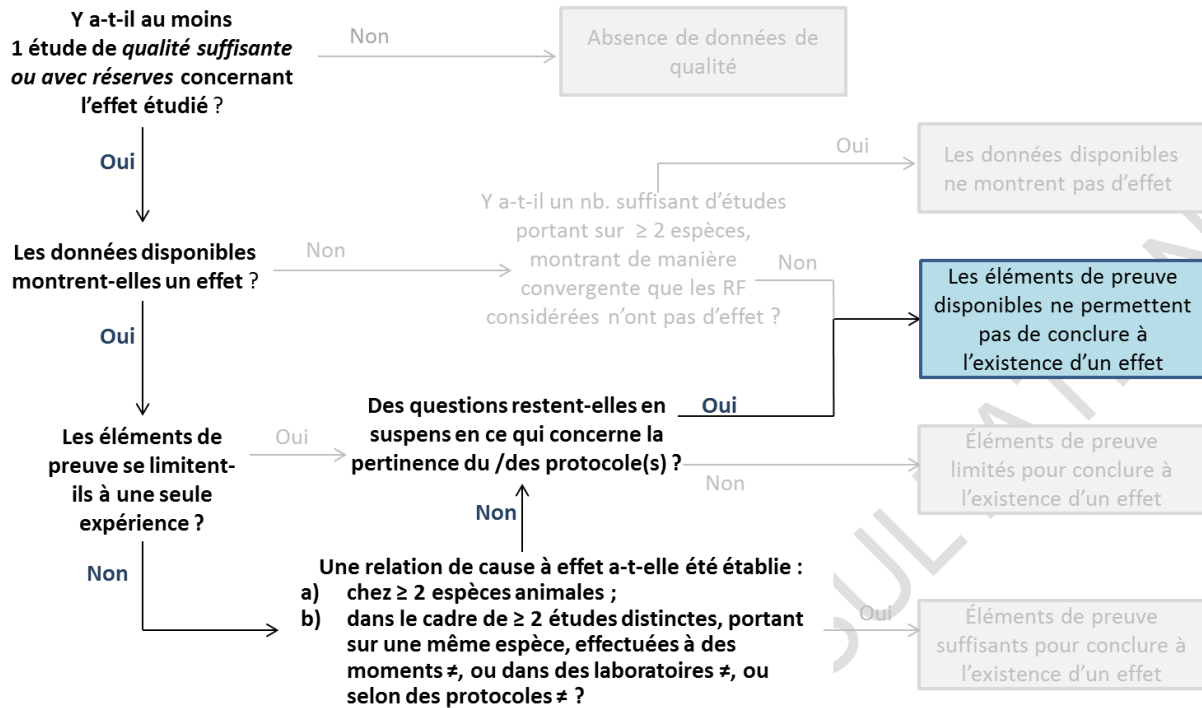 Y a-t-il au moins
1 étude de qualité suffisante
ou avec réserves concernant
l'effet étudié ?
Non
Absence de données de
qualité
Oui
Oui
Les données disponibles
ne montrent pas d'effet
Y a-t-il un nb. suffisant d'études
portant sur ≥ 2 espèces,
montrant de manière
convergente que les RF
considérées n'ont pas d'effet ?
Les données disponibles
montrent-elles un effet ?
Non
Non
Les éléments de preuve
disponibles ne permettent
pas de conclure à
l'existence d'un effet
Oui
Des questions restent-elles en
suspens en ce qui concerne la
pertinence du /des protocole(s) ?
Oui
Les éléments de
preuve se limitent-
ils à une seule
expérience ?
Oui
Non
Éléments de preuve
limités pour conclure à
l'existence d'un effet
Non
Non
Une relation de cause à effet a-t-elle été établie :
a) chez ≥ 2 espèces animales ;
b) dans le cadre de ≥ 2 études distinctes, portant
sur une même espèce, effectuées à des
moments ≠, ou dans des laboratoires ≠, ou
selon des protocoles ≠ ?
Oui
Éléments de preuve
suffisants pour conclure à
l'existence d'un effet